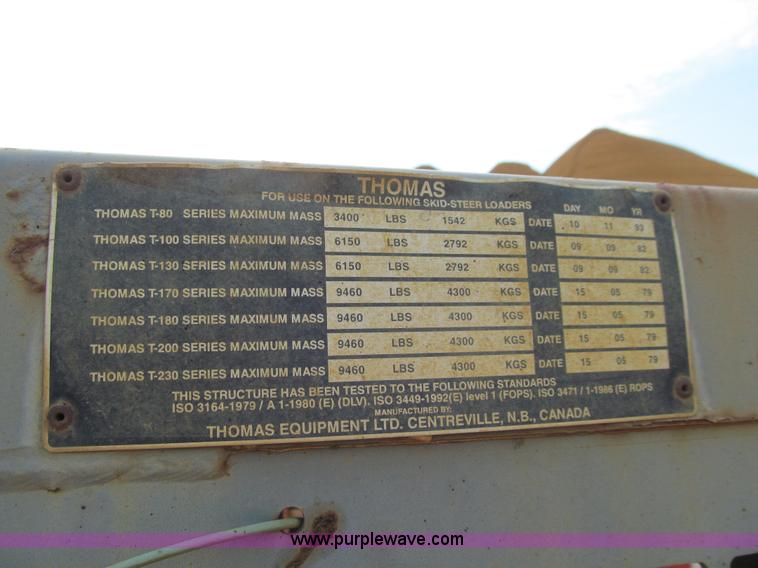 THOMAS
FOR USE ON THE FOLLOWING SKID-STEER LOADERS DAY MO YR
THOMAS T-80 SERIES MAXIMUM MASS 3400 LBS 1542 KGS DATE 10 11 93
THOMAS T-100 SERIES MAXIMUM MASS 6150 LBS 2792 KGS DATE 09 09 82
THOMAS T-130 SERIES MAXIMUM MASS 6150 LBS 2792 KGS DATE 09 09 82
THOMAS T-170 SERIES MAXIMUM MASS 9460 LBS 4300 KGS DATE 15 05 79
THOMAS T-180 SERIES MAXIMUM MASS 9460 LBS 4300 KGS DATE 15 05 79
THOMAS T-200 SERIES MAXIMUM MASS 9460 LBS 4300 KGS DATE 15 05 79
THOMAS T-230 SERIES MAXIMUM MASS 9460 LBS 4300 KGS DATE 15 05 79
THIS STRUCTURE HAS BEEN TESTED TO THE FOLLOWING STANDARDS
ISO 3164-1979 / A 1-1980 (E) (DLV). ISO 3449-1992(E) level 1 (FOPS). ISO 3471 / 1-1986 (E) ROPS
MANUFACTURED BY:
THOMAS EQUIPMENT LTD. CENTREVILLE, N.B., CANADA
www.purplewave.com